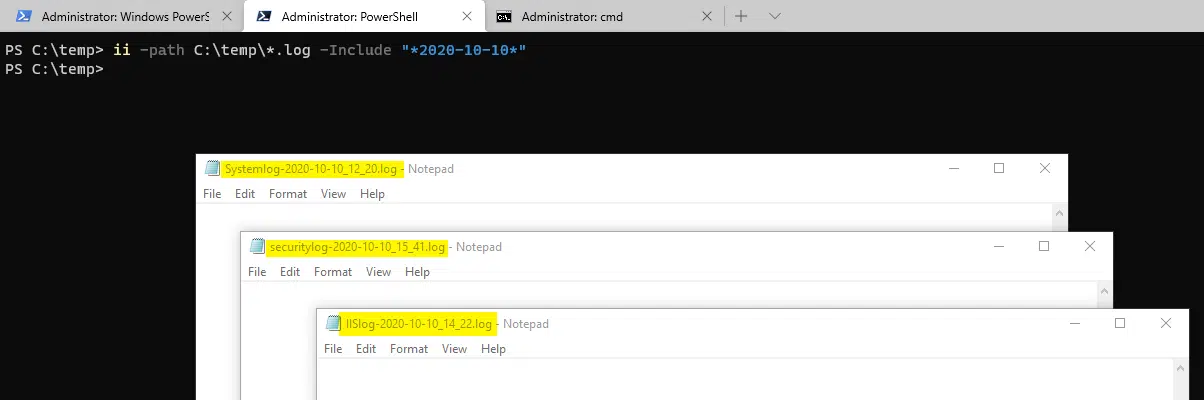 Administrator: Windows PowerS Administrator: PowerShell Administrator: cmd
PS C:\temp> ii -path C:\temp\*.log -Include "*2020-10-10*"
PS C:\temp>
Systemlog-2020-10-10_12_20.log - Notepad
File Edit Format View Help
securitylog-2020-10-10_15_41.log - Notepad
File Edit Format View Help
IISlog-2020-10-10_14_22.log - Notepad
File Edit Format View Help